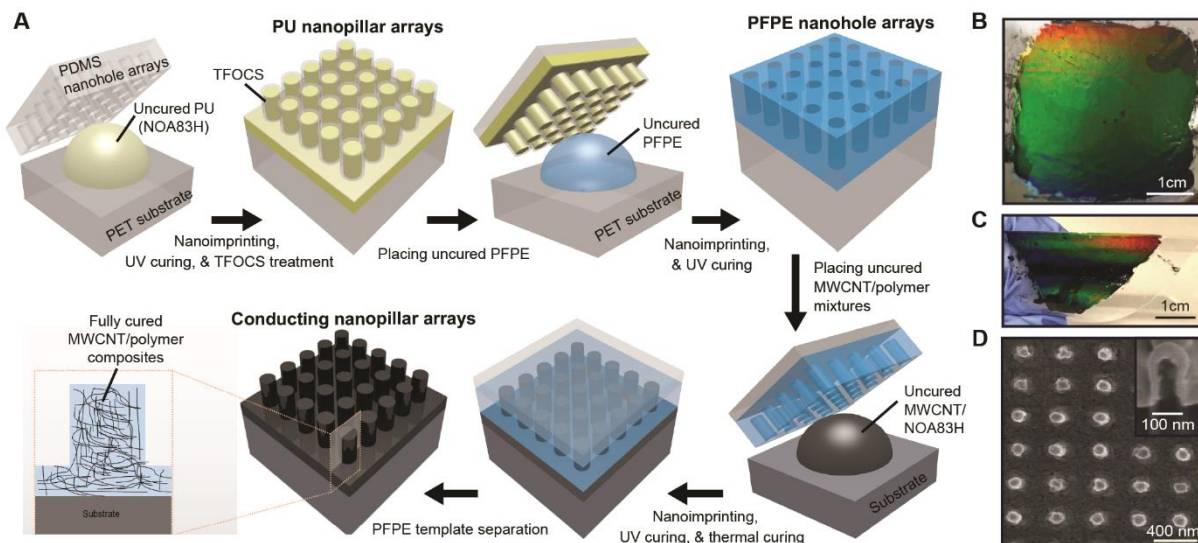 A
PU nanopillar arrays
PFPE nanohole arrays
PDMS
nanohole arrays
Uncured PU
(NOA83H)
PET substrate
TFOCS
Uncured
PFPE
PET substrate
Nanoimprinting,
UV curing, & TFOCS treatment
Placing uncured PFPE
Nanoimprinting,
& UV curing
Placing uncured
MWCNT/polymer
mixtures
Fully cured
MWCNT/polymer
composites
Conducting nanopillar arrays
Substrate
PFPE template separation
Nanoimprinting,
UV curing, & thermal curing
Uncured
MWCNT/
NOA83H
Substrate
B
1cm
C
1cm
D
100 nm
400 nm